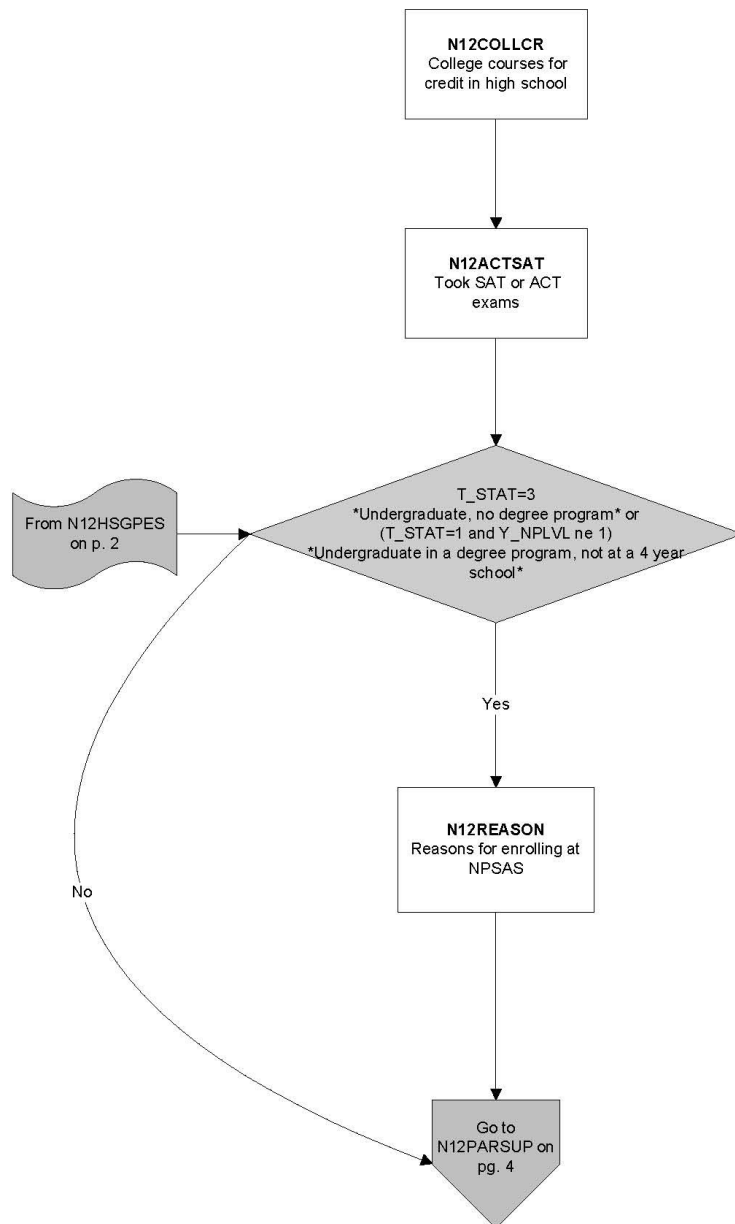 N12COLLCR
College courses for
credit in high school
N12ACTSAT
Took SAT or ACT
exams
From N12HSGPES
on p. 2
T_STAT=3
*Undergraduate, no degree program* or
(T_STAT=1 and Y_NPLVL ne 1)
*Undergraduate in a degree program, not at a 4 year
school*
Yes
N12REASON
Reasons for enrolling at
NPSAS
No
Go to
N12PARSUP on
pg. 4